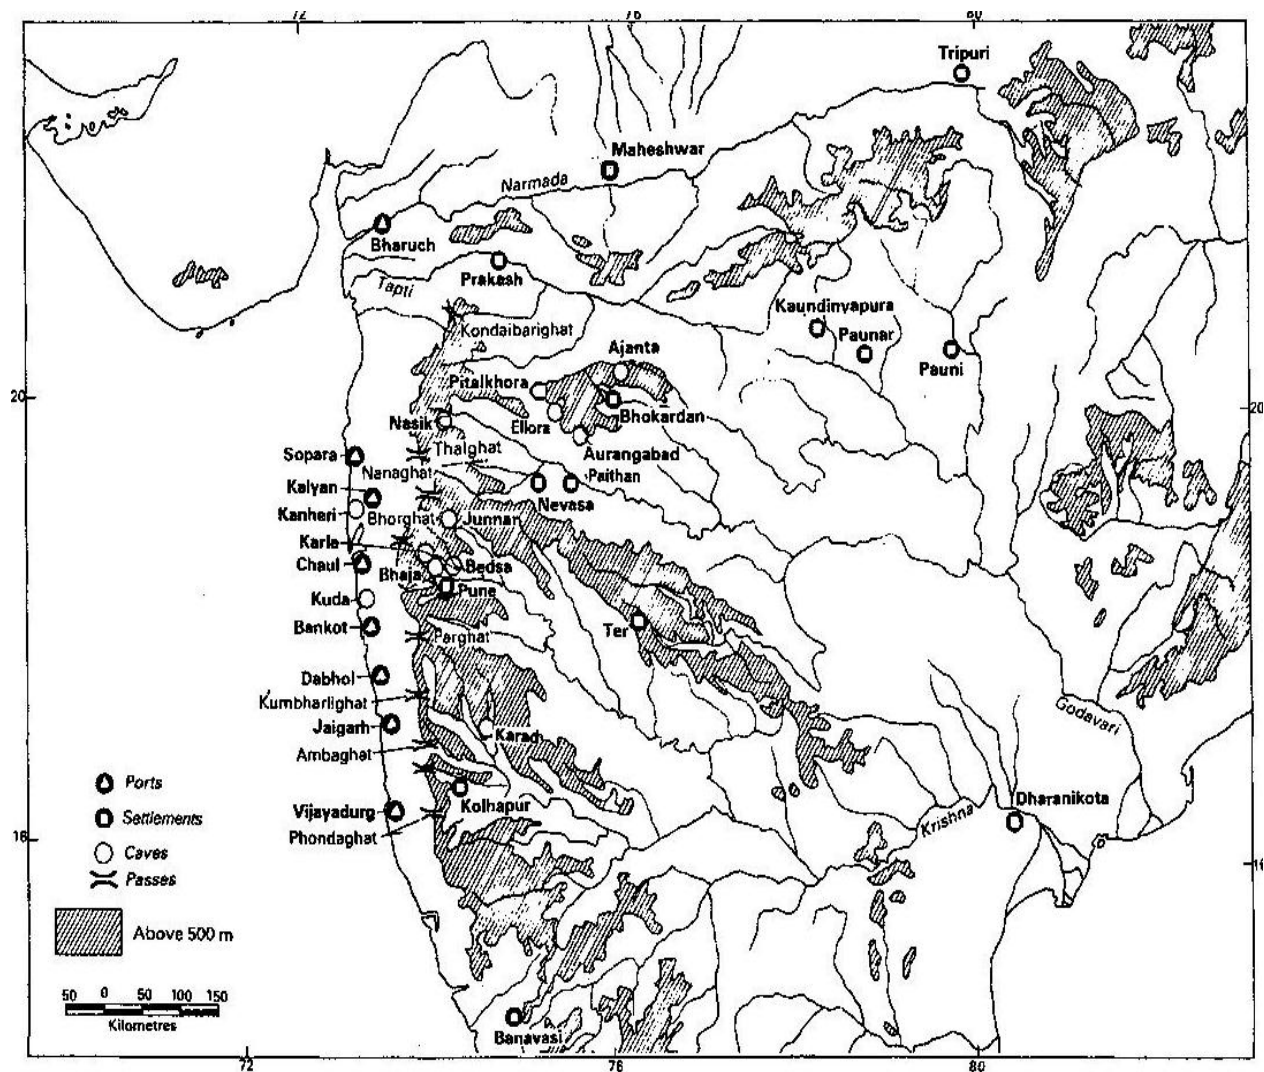 72
76
80
Tripuri
Maheshwar
Narmada
Bharuch
Prakash
Tapti
Kaundinyapura
Kondaibarighat
Paunar
Ajanta
Pauni
Pitalkhora
20
20
Bhokardan
Nasik
Ellora
Thalghat
Aurangabad
Sopara
Nanaghat
Paithan
Kalyan
Nevasa
Kanheri
Bhorghat
Junnar
Karle
Chaul
Bhaja
Bedsa
Pune
Kuda
Bankot
Parghat
Ter
Dabhol
Kumbharlighat
Godavari
Jaigarh
Karad
Ambaghat
Ports
Kolhapur
Dharanikota
Settlements
Vijayadurg
Krishna
Phondaghat
Caves
16
Passes
Above 500 m
50 0 50 100 150
Kilometres
Banavasi
72
76
80